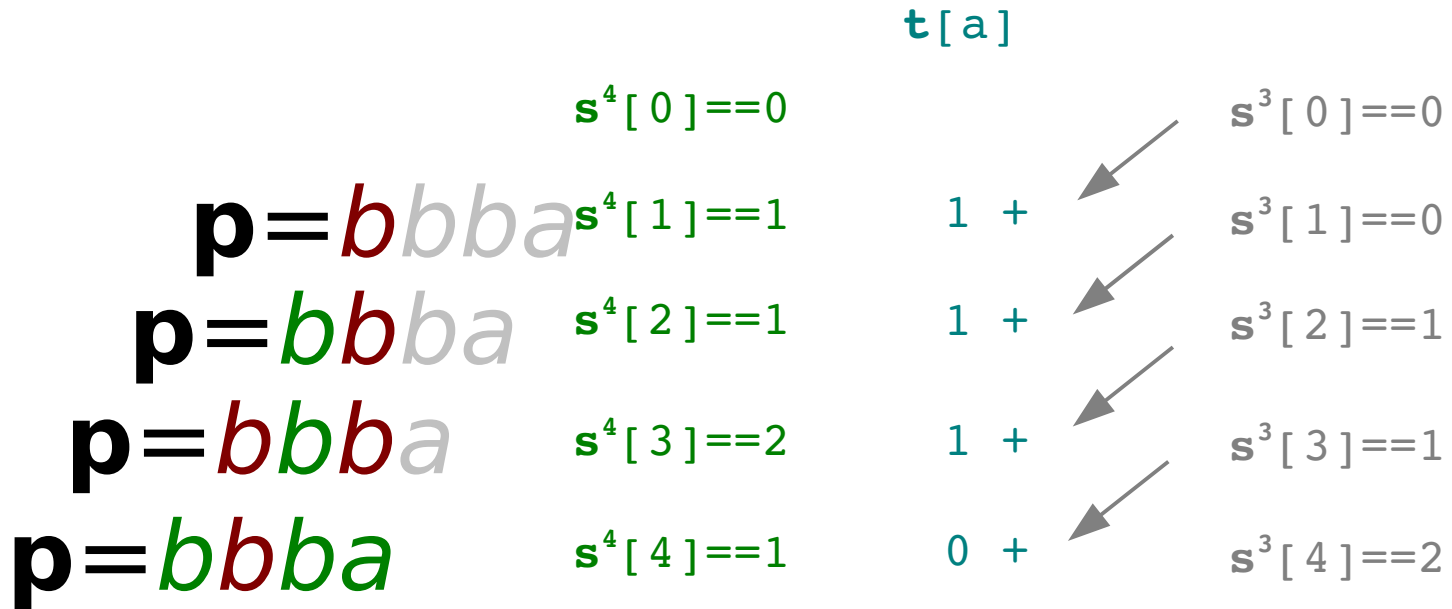 t[a]
s⁴[0]==0 s³[0]==0
p=bbba s⁴[1]==1 1 + s³[1]==0
p=bbba s⁴[2]==1 1 + s³[2]==1
p=bbba s⁴[3]==2 1 + s³[3]==1
p=bbba s⁴[4]==1 0 + s³[4]==2